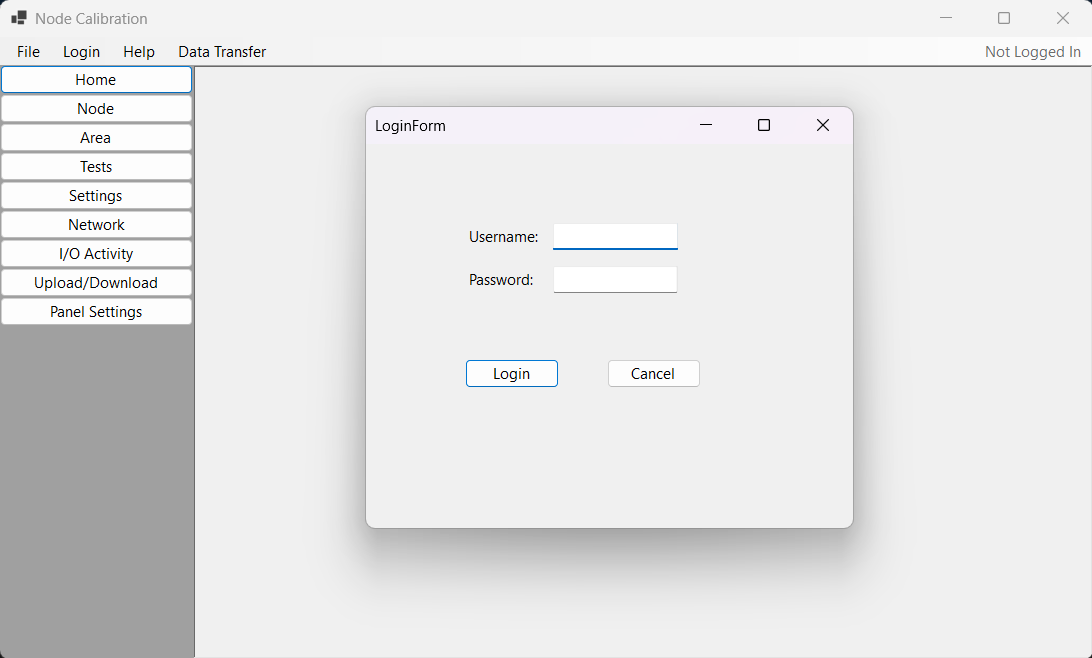 Node Calibration
File Login Help Data Transfer Not Logged In
Home
Node
Area
Tests
Settings
Network
I/O Activity
Upload/Download
Panel Settings
LoginForm
Username:
Password:
Login Cancel